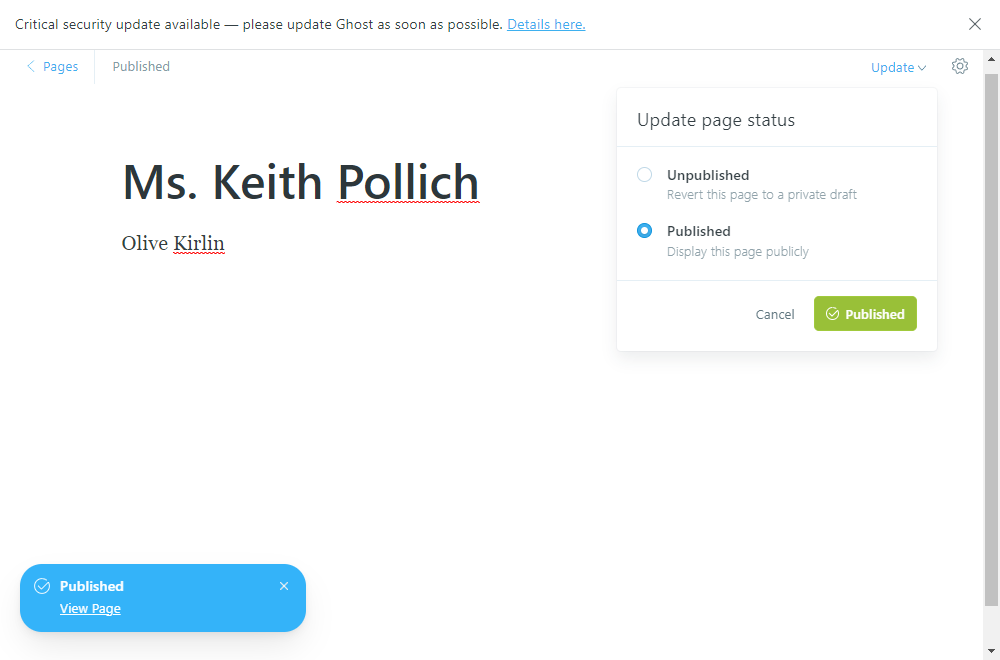 Critical security update available — please update Ghost as soon as possible. Details here.
Pages
Published
Update
Update page status
Unpublished
Revert this page to a private draft
Published
Display this page publicly
Cancel
Published
Ms. Keith Pollich
Olive Kirlin
Published
View Page